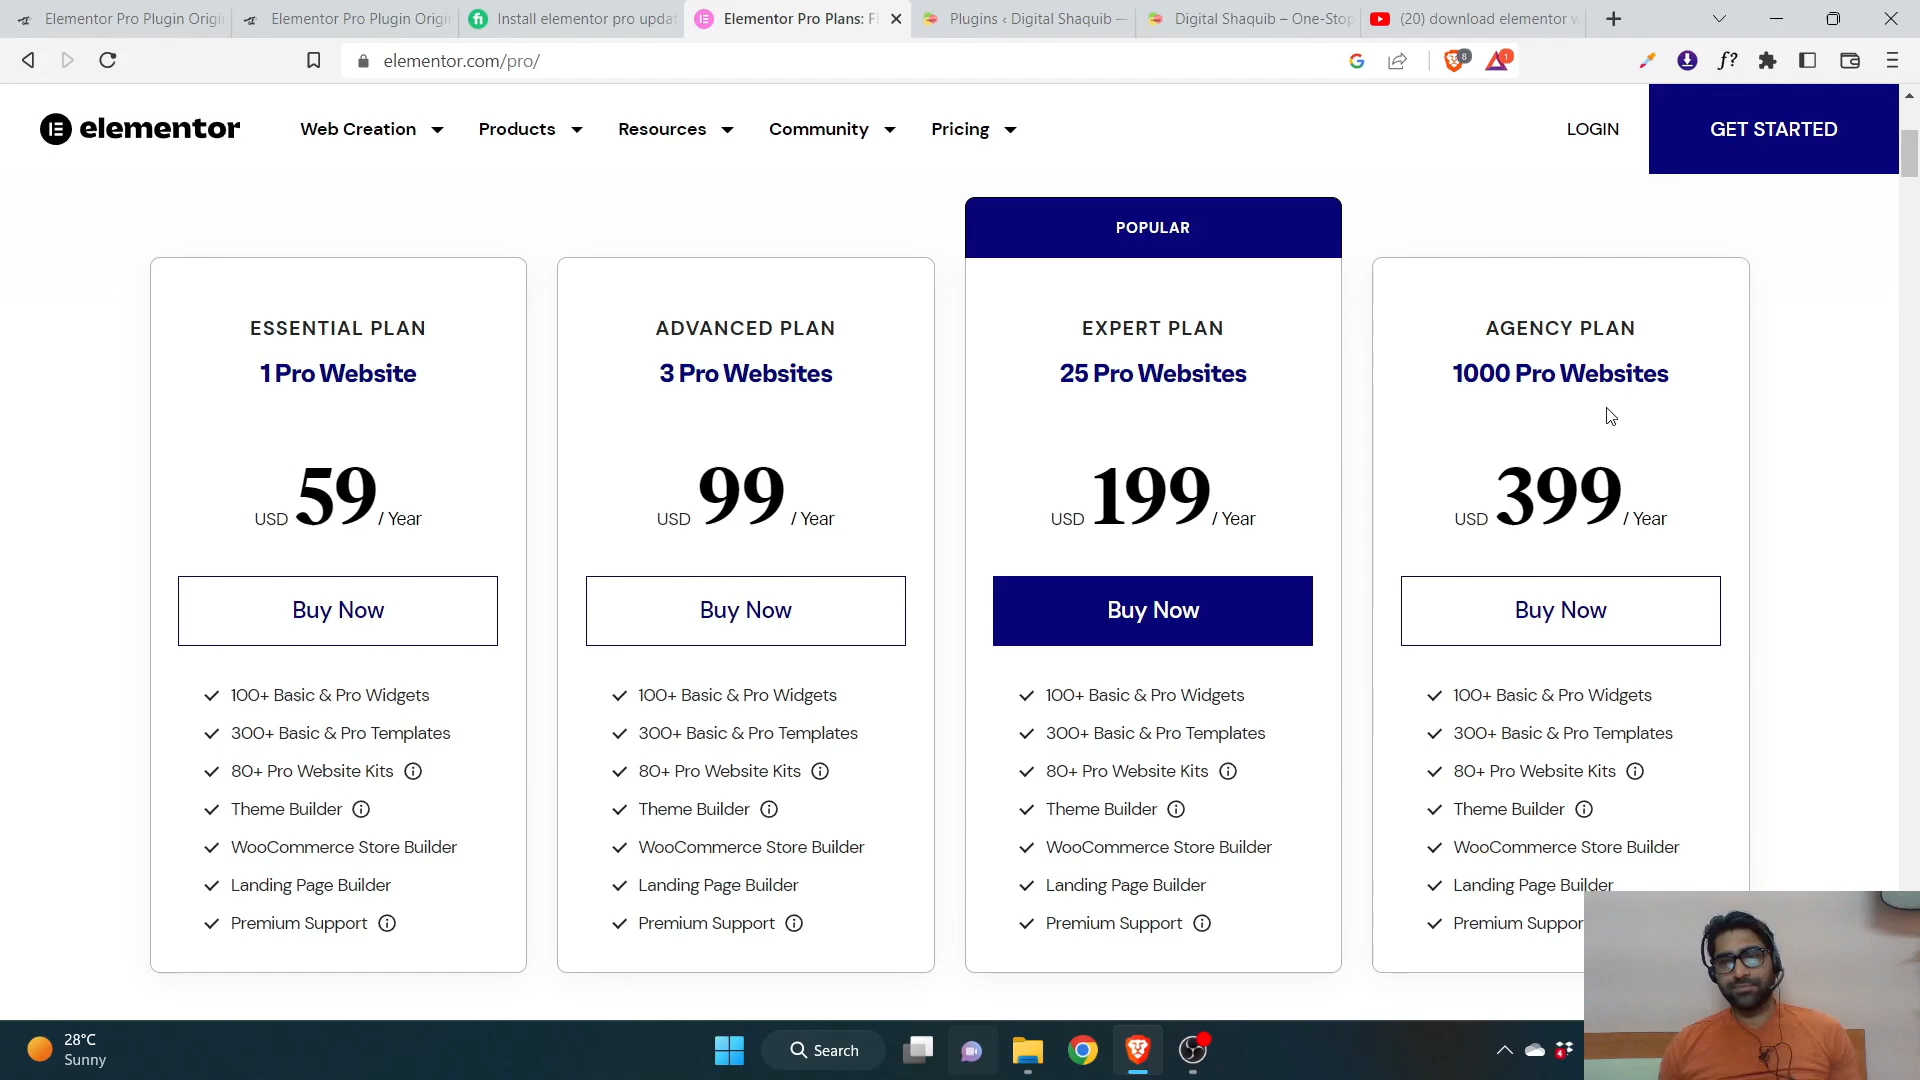 Elementor Pro Plugin Origi
Elementor Pro Plugin Origi
Install elementor pro updat
Elementor Pro Plans: F
Plugins ‹ Digital Shaquib —
Digital Shaquib – One-Stop
(20) download elementor w
elementor.com/pro/
f?
8
1
elementor
Web Creation
Products
Resources
Community
Pricing
LOGIN
GET STARTED
POPULAR
ESSENTIAL PLAN
1 Pro Website
USD 59 / Year
Buy Now
100+ Basic & Pro Widgets
300+ Basic & Pro Templates
80+ Pro Website Kits
Theme Builder
WooCommerce Store Builder
Landing Page Builder
Premium Support
ADVANCED PLAN
3 Pro Websites
USD 99 / Year
Buy Now
100+ Basic & Pro Widgets
300+ Basic & Pro Templates
80+ Pro Website Kits
Theme Builder
WooCommerce Store Builder
Landing Page Builder
Premium Support
EXPERT PLAN
25 Pro Websites
USD 199 / Year
Buy Now
100+ Basic & Pro Widgets
300+ Basic & Pro Templates
80+ Pro Website Kits
Theme Builder
WooCommerce Store Builder
Landing Page Builder
Premium Support
AGENCY PLAN
1000 Pro Websites
USD 399 / Year
Buy Now
100+ Basic & Pro Widgets
300+ Basic & Pro Templates
80+ Pro Website Kits
Theme Builder
WooCommerce Store Builder
Landing Page Builder
Premium Suppor
28°C
Sunny
Search
4